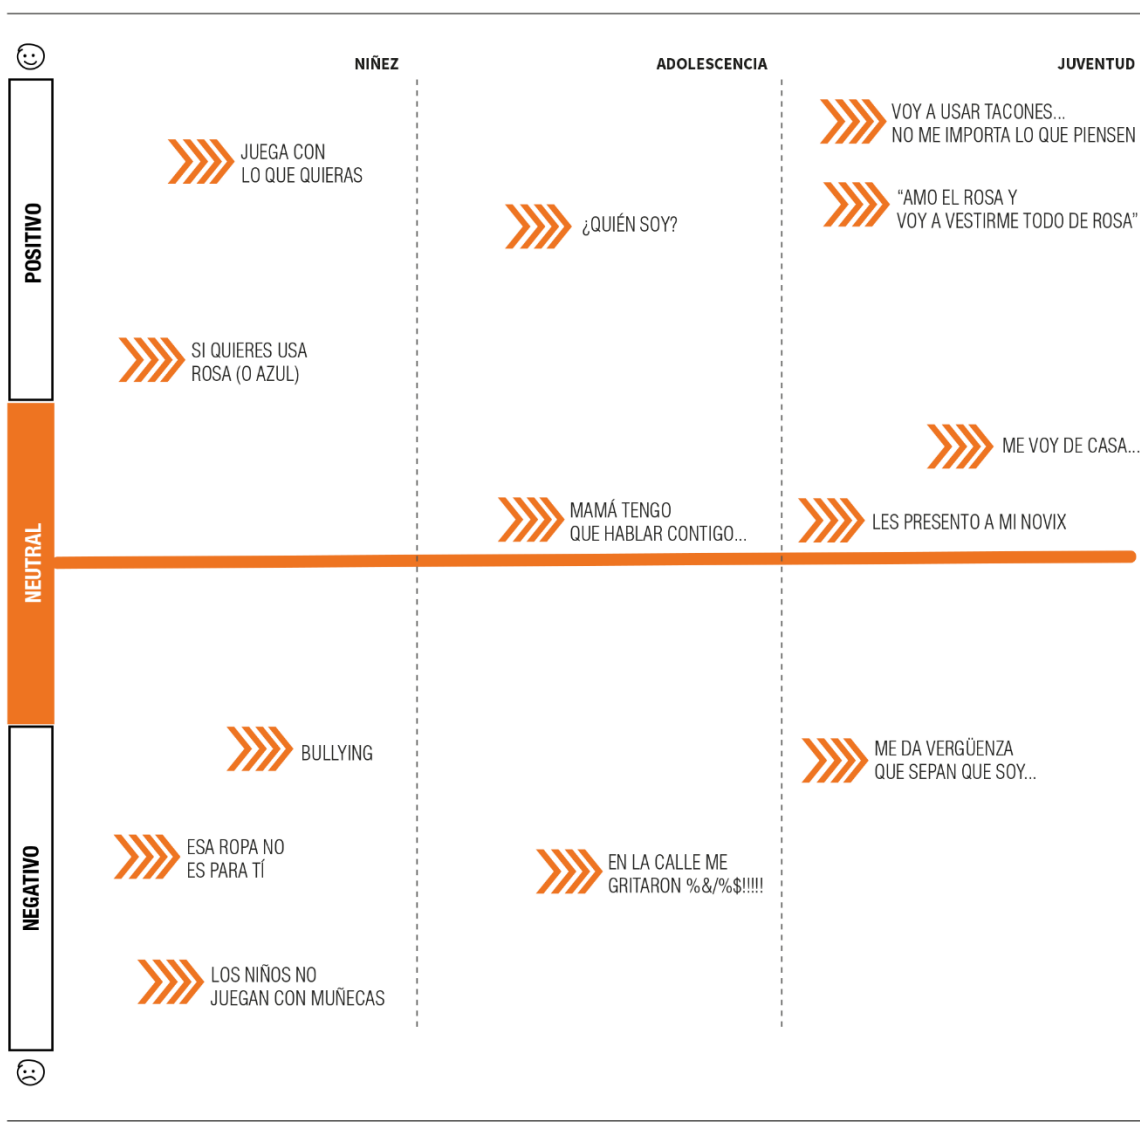 NIÑEZ
ADOLESCENCIA
JUVENTUD
POSITIVO
NEUTRAL
NEGATIVO
JUEGA CON
LO QUE QUIERAS
SI QUIERES USA
ROSA (O AZUL)
BULLYING
ESA ROPA NO
ES PARA TÍ
LOS NIÑOS NO
JUEGAN CON MUÑECAS
¿QUIÉN SOY?
MAMÁ TENGO
QUE HABLAR CONTIGO...
EN LA CALLE ME
GRITARON %&/%$!!!!!
VOY A USAR TACONES...
NO ME IMPORTA LO QUE PIENSEN
“AMO EL ROSA Y
VOY A VESTIRME TODO DE ROSA”
ME VOY DE CASA...
LES PRESENTO A MI NOVIX
ME DA VERGÜENZA
QUE SEPAN QUE SOY...